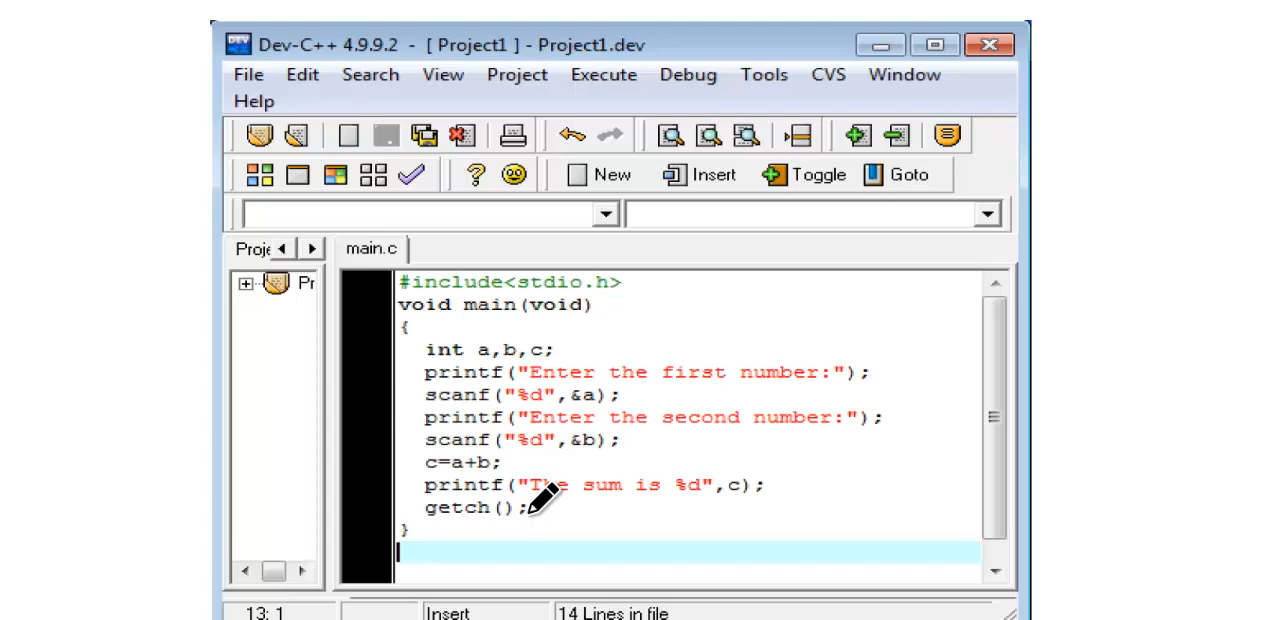 Dev-C++ 4.9.9.2 - [ Project1 ] - Project1.dev
File Edit Search View Project Execute Debug Tools CVS Window
Help
New Insert Toggle Goto
Proje main.c
Pr
#include<stdio.h>
void main(void)
{
int a,b,c;
printf("Enter the first number:");
scanf("%d",&a);
printf("Enter the second number:");
scanf("%d",&b);
c=a+b;
printf("The sum is %d",c);
getch();
}
13: 1 Insert 14 Lines in file